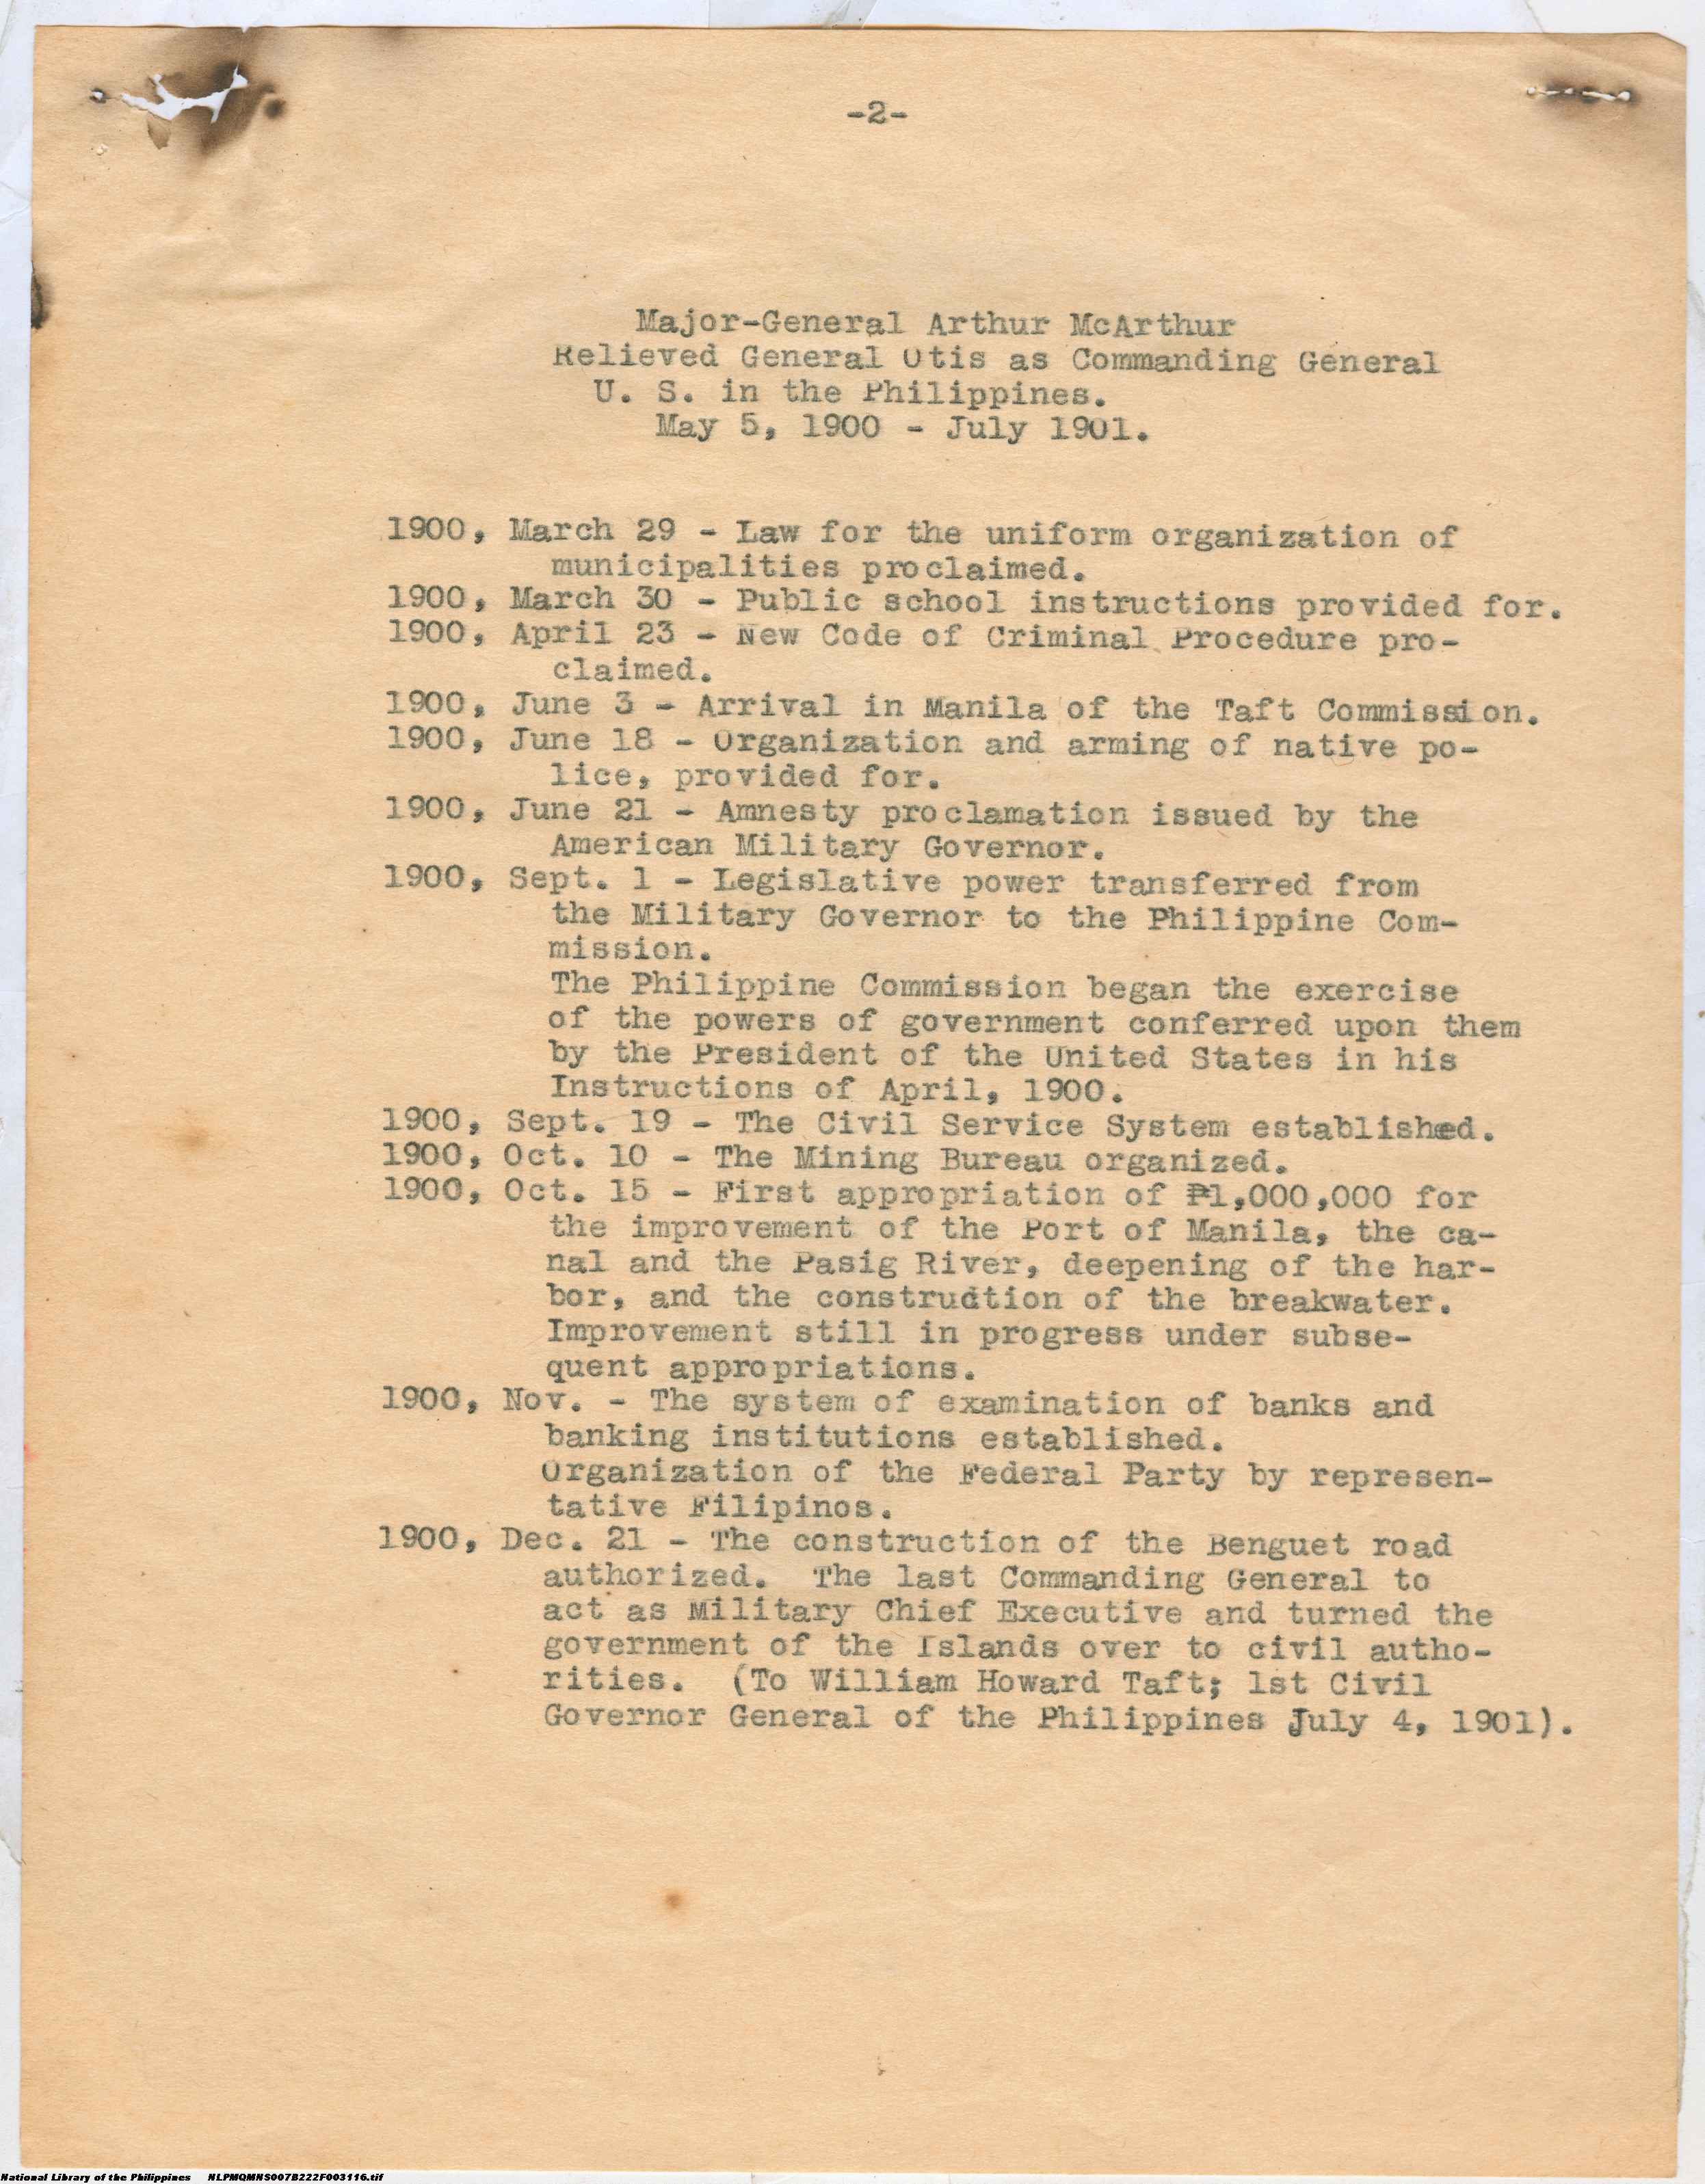 -2-
Major-General Arthur McArthur
Relieved General Otis as Commanding General
U. S. in the Philippines.
May 5, 1900 - July 1901.
1900, March 29 - Law for the uniform organization of
municipalities proclaimed.
1900, March 30 - Public school instructions provided for.
1900, April 23 - New Code of Criminal Procedure pro-
claimed.
1900, June 3 - Arrival in Manila of the Taft Commission.
1900, June 18 - Organization and arming of native po-
lice, provided for.
1900, June 21 - Amnesty proclamation issued by the
American Military Governor.
1900, Sept. 1 - Legislative power transferred from
the Military Governor to the Philippine Com-
mission.
The Philippine Commission began the exercise
of the powers of government conferred upon them
by the President of the United States in his
Instructions of April, 1900.
1900, Sept. 19 - The Civil Service System established.
1900, Oct. 10 - The Mining Bureau organized.
1900, Oct. 15 - First appropriation of ₱1,000,000 for
the improvement of the Port of Manila, the ca-
nal and the Pasig River, deepening of the har-
bor, and the construction of the breakwater.
Improvement still in progress under subse-
quent appropriations.
1900, Nov. - The system of examination of banks and
banking institutions established.
Organization of the Federal Party by represen-
tative Filipinos.
1900, Dec. 21 - The construction of the Benguet road
authorized. The last Commanding General to
act as Military Chief Executive and turned the
government of the Islands over to civil autho-
rities. (To William Howard Taft; 1st Civil
Governor General of the Philippines July 4, 1901).
National Library of the Philippines NLPMQMNS007B222F003116.tif